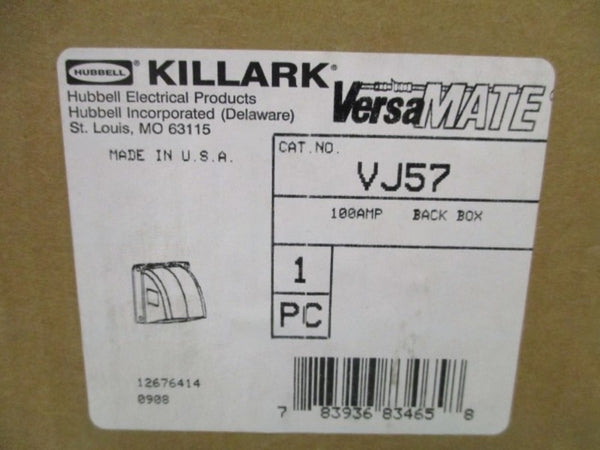 HUBBELL® KILLARK®
Hubbell Electrical Products
Hubbell Incorporated (Delaware)
St. Louis, MO 63115
VersaMATE
MADE IN U.S.A.
CAT.NO.
VJ57
100AMP BACK BOX
1
PC
12676414
0908
7 83936 83465 8